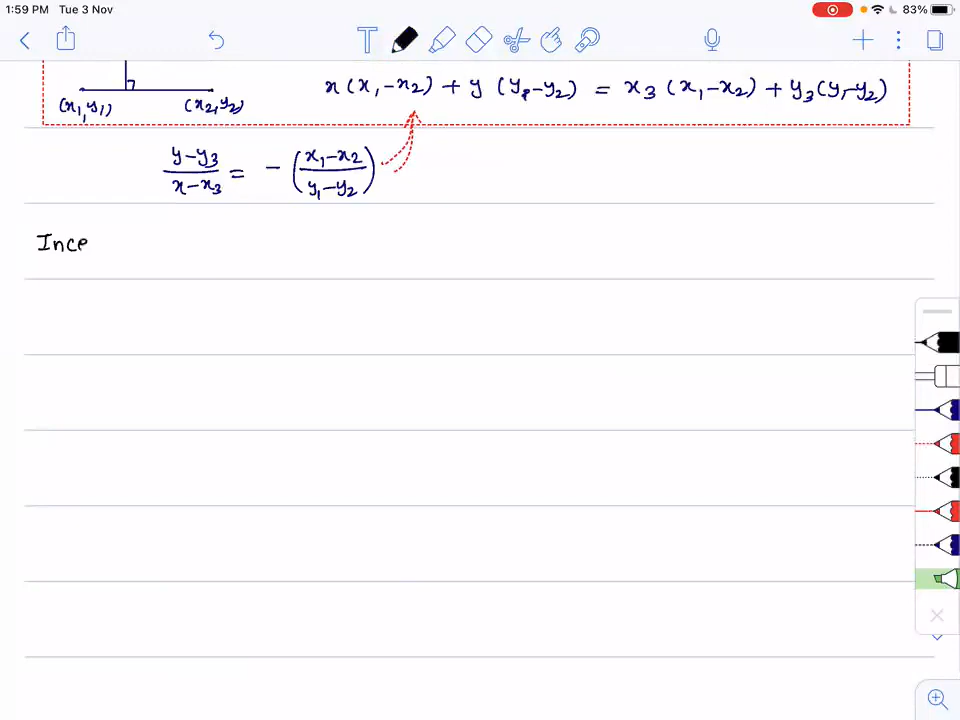 1:59 PM Tue 3 Nov 83%
T
x(x₁-x₂) + y(y₁-y₂) = x₃(x₁-x₂) + y₃(y₁-y₂)
(x₁,y₁) (x₂,y₂)
y-y₃/x-x₃ = -(x₁-x₂/y₁-y₂)
Ince